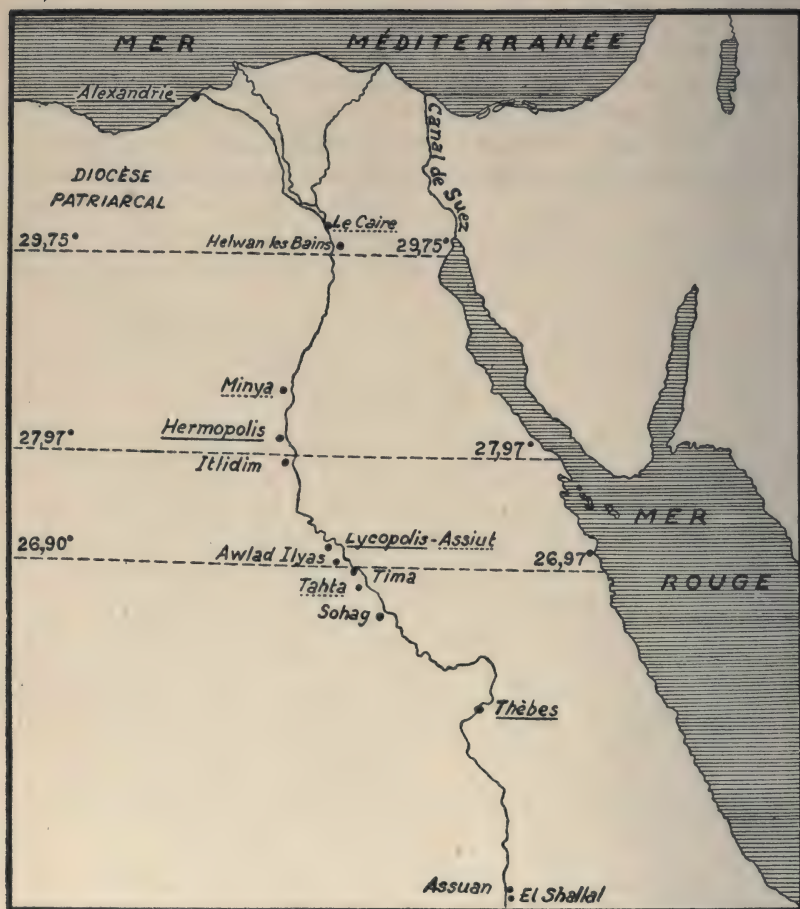 MER MÉDITERRANÉE
Alexandrie
Canal de Suez
DIOCÈSE
PATRIARCAL
Le Caire
Helwan les Bains
29,75° 29,75°
Minya
Hermopolis
27,97° 27,97°
Itlidim
MER
ROUGE
Lycopolis-Assiut
26,90° 26,97°
Awlad Ilyas
Tima
Tahta
Sohag
Thèbes
Assuan
El Shallal